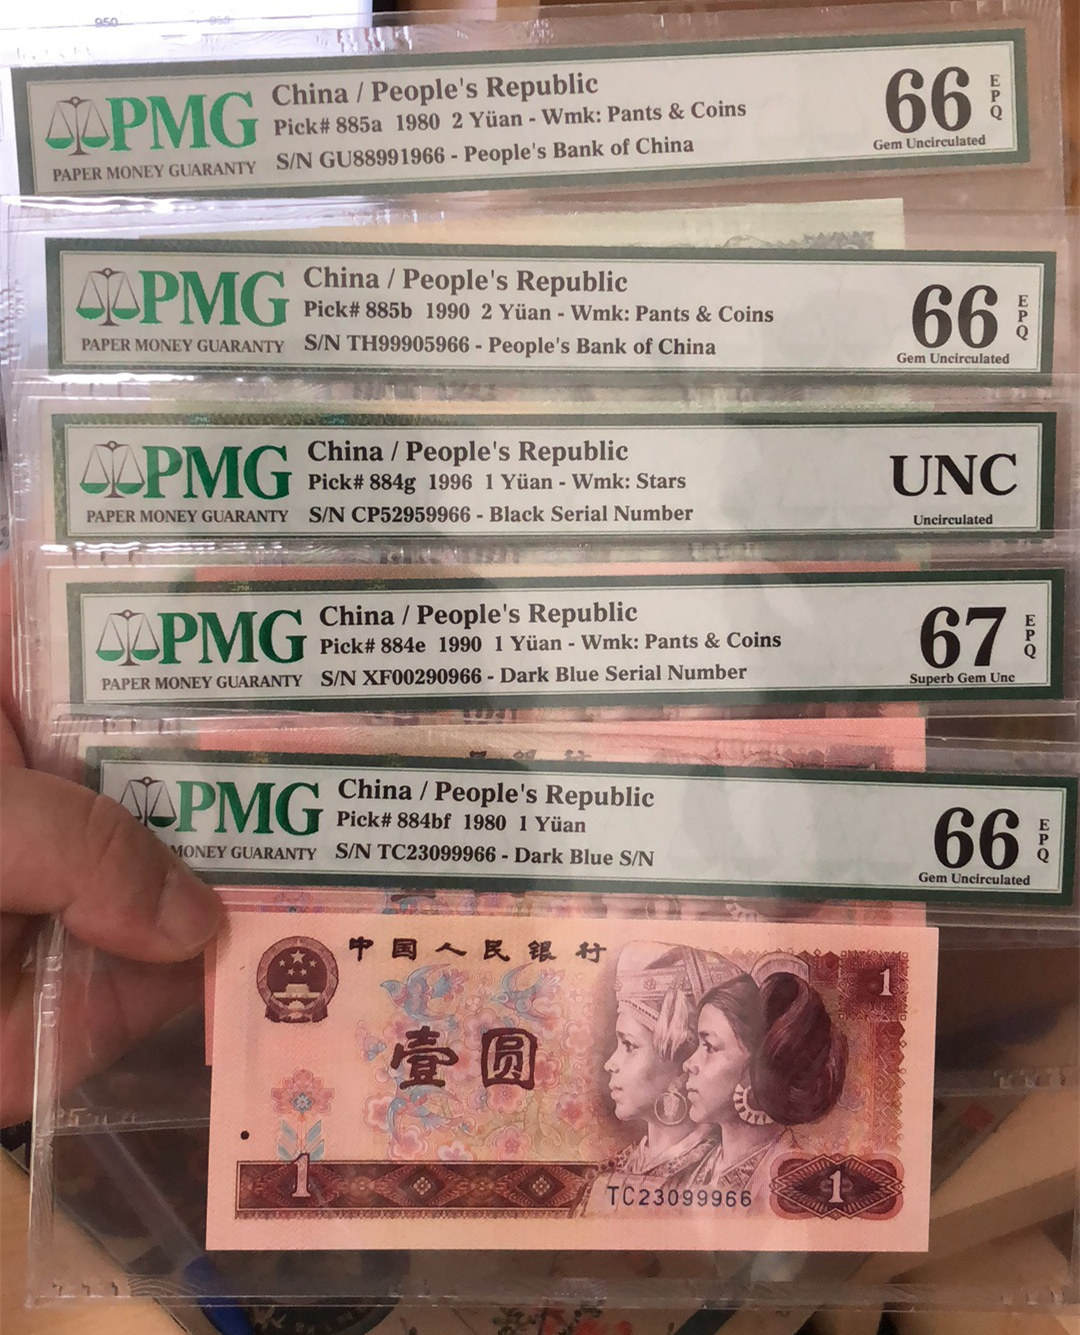 950
PMG
PAPER MONEY GUARANTY
China / People's Republic
Pick# 885a 1980 2 Yüan - Wmk: Pants & Coins
S/N GU88991966 - People's Bank of China
66
EPQ
Gem Uncirculated
PMG
PAPER MONEY GUARANTY
China / People's Republic
Pick# 885b 1990 2 Yüan - Wmk: Pants & Coins
S/N TH99905966 - People's Bank of China
66
EPQ
Gem Uncirculated
PMG
PAPER MONEY GUARANTY
China / People's Republic
Pick# 884g 1996 1 Yüan - Wmk: Stars
S/N CP52959966 - Black Serial Number
UNC
Uncirculated
PMG
PAPER MONEY GUARANTY
China / People's Republic
Pick# 884e 1990 1 Yüan - Wmk: Pants & Coins
S/N XF00290966 - Dark Blue Serial Number
67
EPQ
Superb Gem Unc
PMG
MONEY GUARANTY
China / People's Republic
Pick# 884bf 1980 1 Yüan
S/N TC23099966 - Dark Blue S/N
66
EPQ
Gem Uncirculated
中国人民银行
1
壹圆
1
TC23099966
1